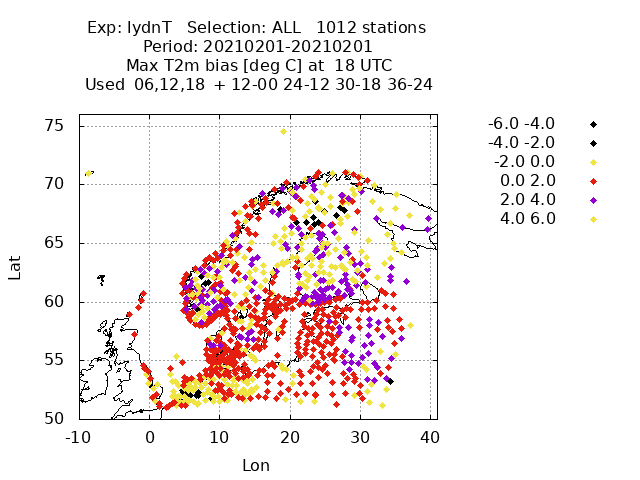 Exp: IydnT   Selection: ALL   1012 stations
Period: 20210201-20210201
Max T2m bias [deg C] at  18 UTC
Used  06,12,18  + 12-00 24-12 30-18 36-24
-6.0 -4.0
-4.0 -2.0
-2.0 0.0
0.0 2.0
2.0 4.0
4.0 6.0
75
70
65
60
55
50
Lat
-10 0 10 20 30 40
Lon